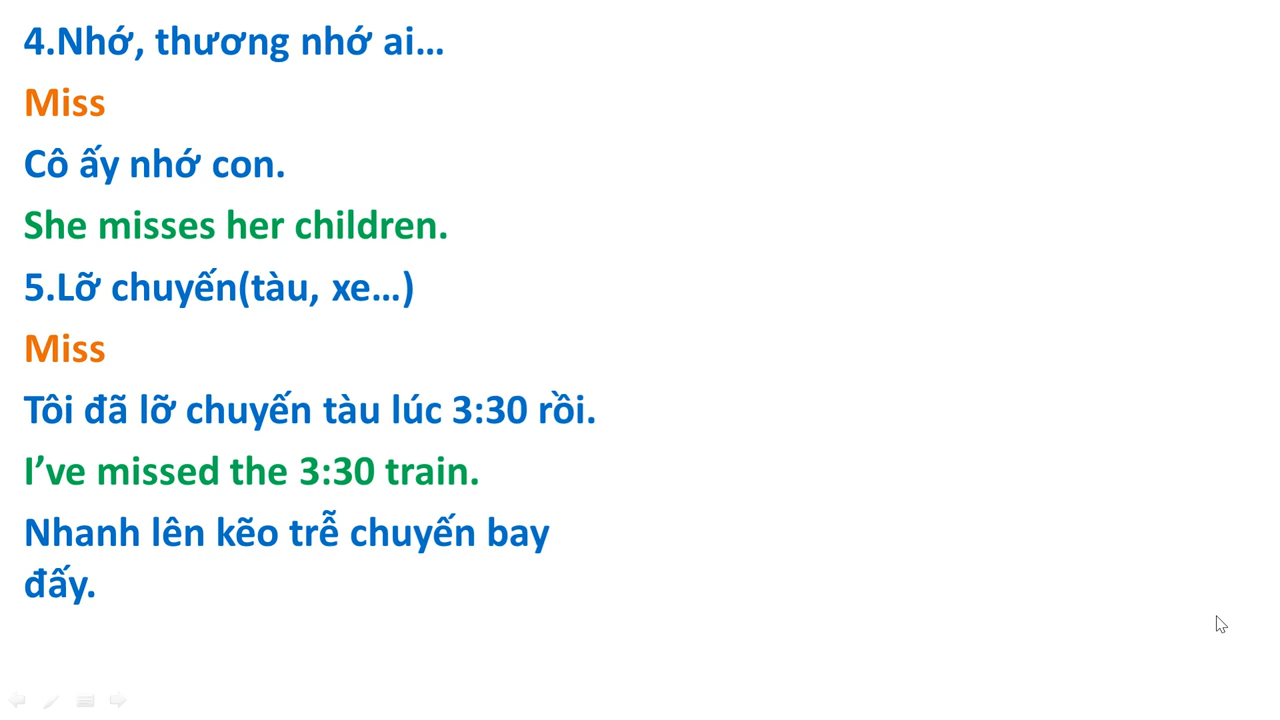 4.Nhớ, thương nhớ ai...
Miss
Cô ấy nhớ con.
She misses her children.
5.Lỡ chuyến(tàu, xe...)
Miss
Tôi đã lỡ chuyến tàu lúc 3:30 rồi.
I’ve missed the 3:30 train.
Nhanh lên kẽo trễ chuyến bay
đấy.